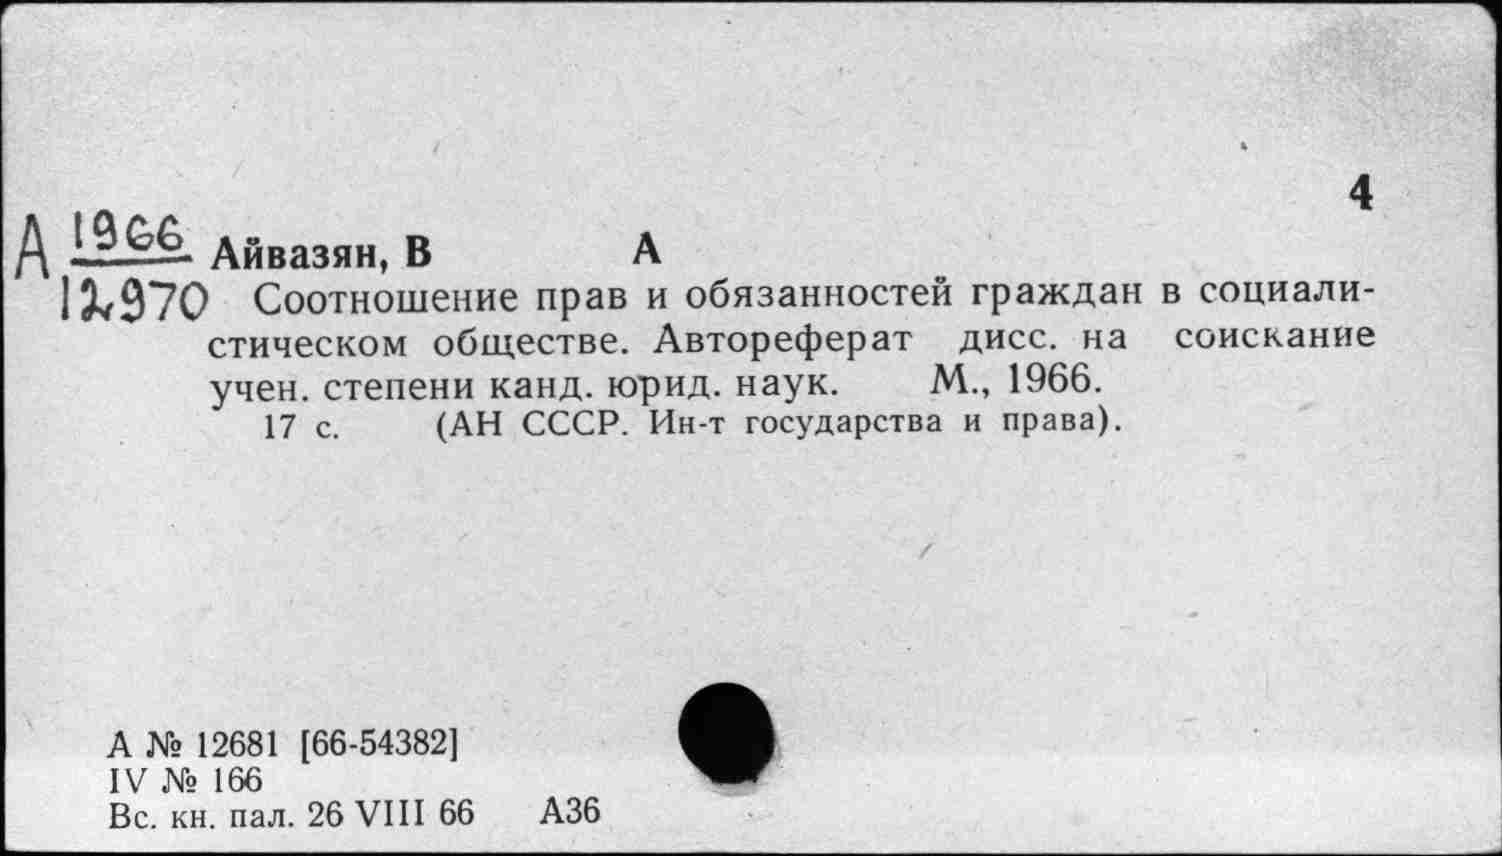 4
А 1966 Айвазян, В А
12970 Соотношение прав и обязанностей граждан в социали-
стическом обществе. Автореферат дисс. на соискание
учен. степени канд. юрид. наук. М., 1966.
17 с. (АН СССР. Ин-т государства и права).
А № 12681 [66-54382]
IV № 166
Вс. кн. пал. 26 VIII 66 А36